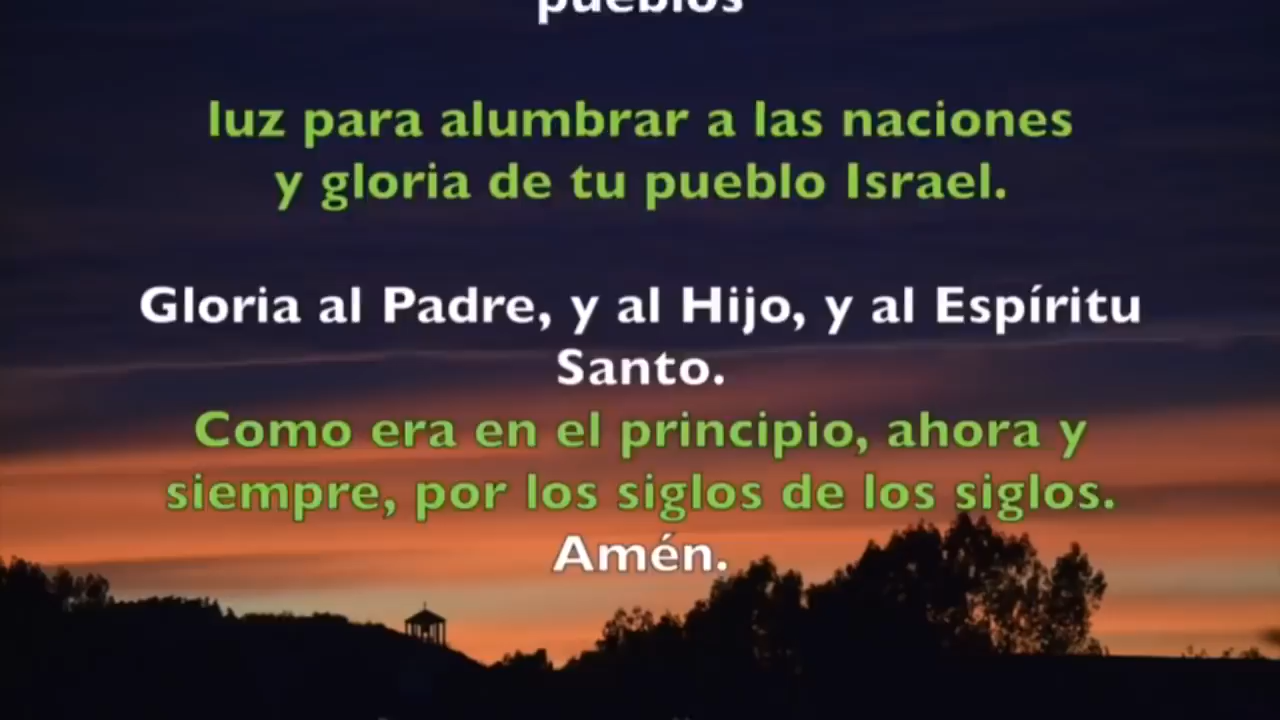 pueblos
luz para alumbrar a las naciones
y gloria de tu pueblo Israel.
Gloria al Padre, y al Hijo, y al Espíritu
Santo.
Como era en el principio, ahora y
siempre, por los siglos de los siglos.
Amén.